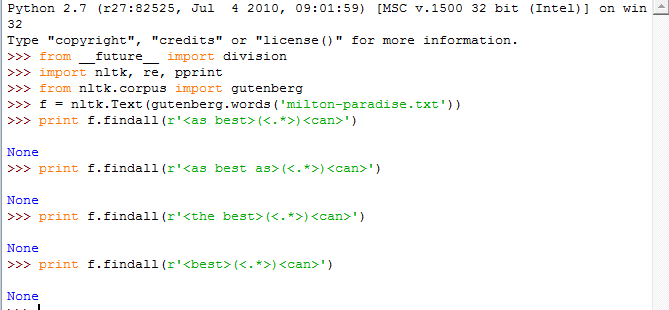 Python 2.7 (r27:82525, Jul  4 2010, 09:01:59) [MSC v.1500 32 bit (Intel)] on win
32
Type "copyright", "credits" or "license()" for more information.
>>> from __future__ import division
>>> import nltk, re, pprint
>>> from nltk.corpus import gutenberg
>>> f = nltk.Text(gutenberg.words('milton-paradise.txt'))
>>> print f.findall(r'<as best>(<.*>)<can>')
None
>>> print f.findall(r'<as best as>(<.*>)<can>')
None
>>> print f.findall(r'<the best>(<.*>)<can>')
None
>>> print f.findall(r'<best>(<.*>)<can>')
None
>>>